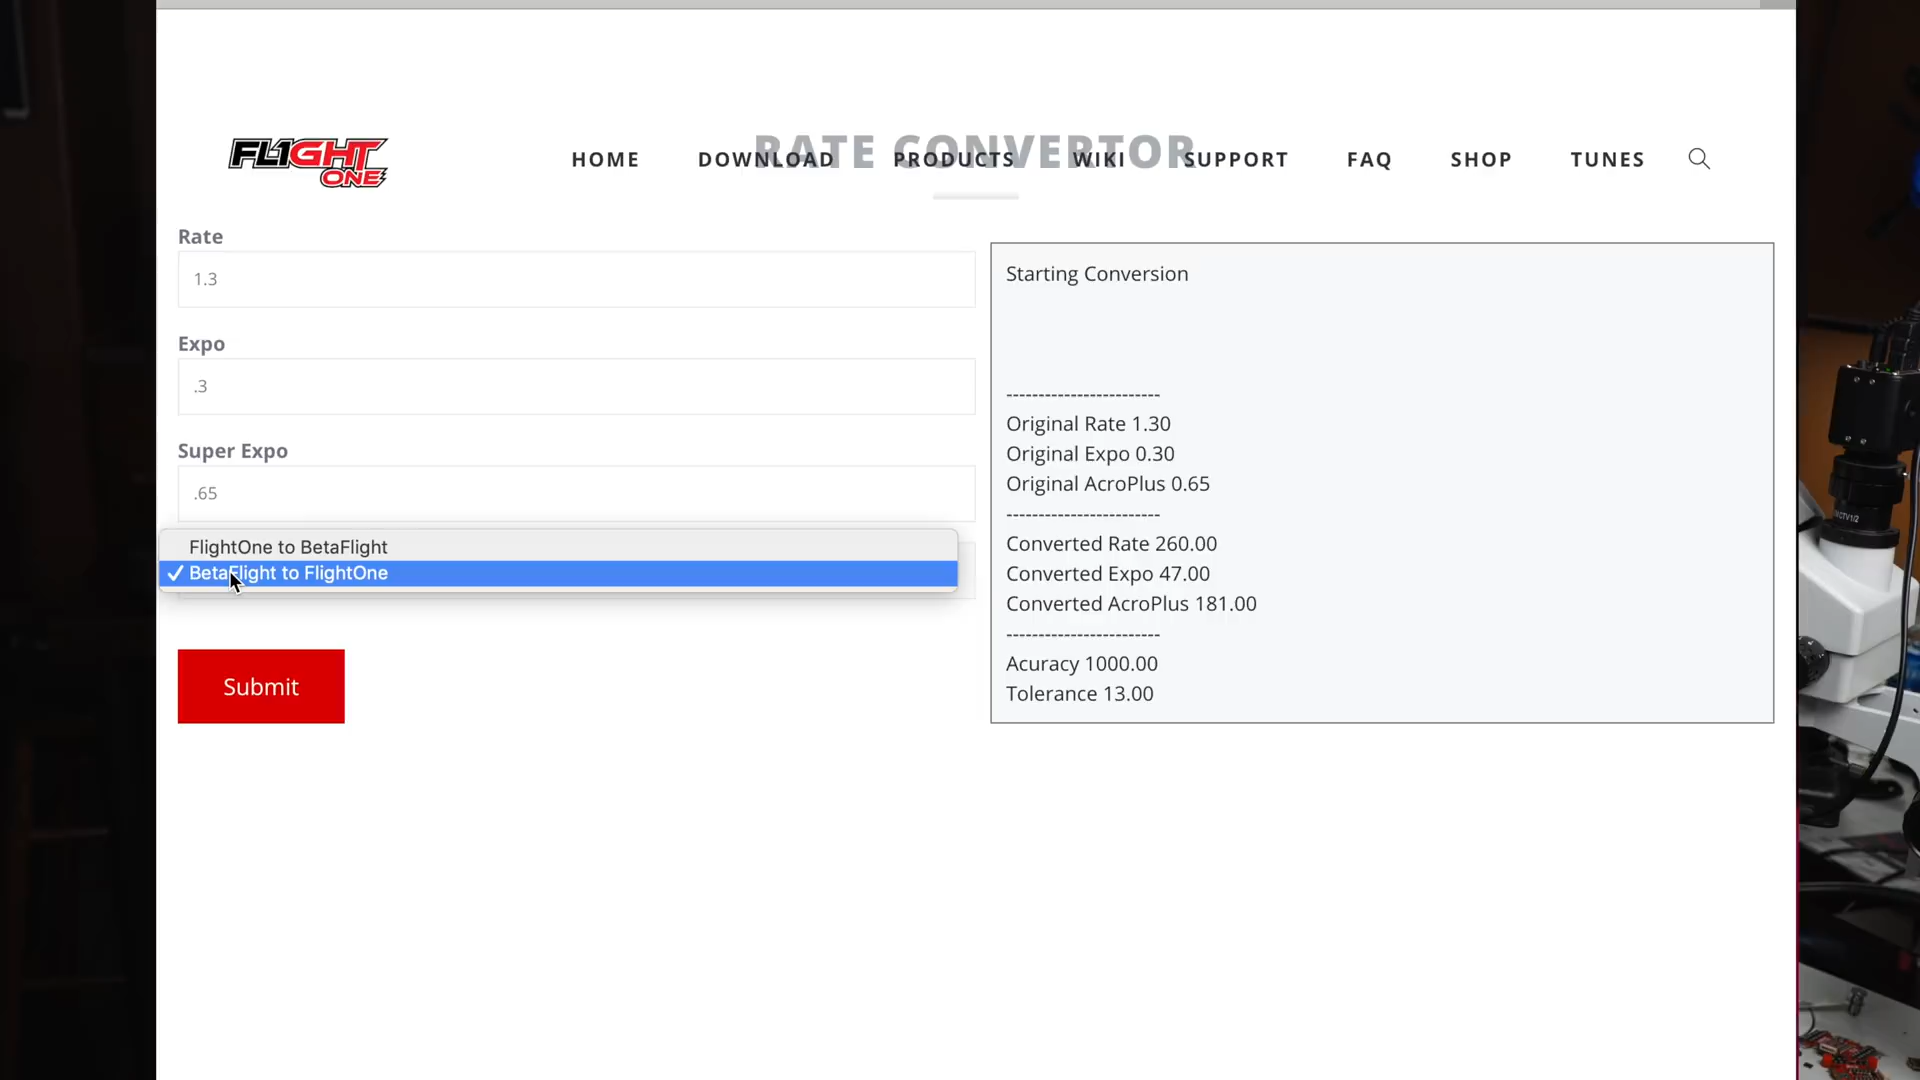 FL1GHT
ONE
HOME
DOWNLOAD
PRODUCTS
WIKI
SUPPORT
FAQ
SHOP
TUNES
RATE CONVERTOR
Rate
1.3
Expo
.3
Super Expo
.65
FlightOne to BetaFlight
✓ BetaFlight to FlightOne
Submit
Starting Conversion
------------------------
Original Rate 1.30
Original Expo 0.30
Original AcroPlus 0.65
------------------------
Converted Rate 260.00
Converted Expo 47.00
Converted AcroPlus 181.00
------------------------
Acuracy 1000.00
Tolerance 13.00